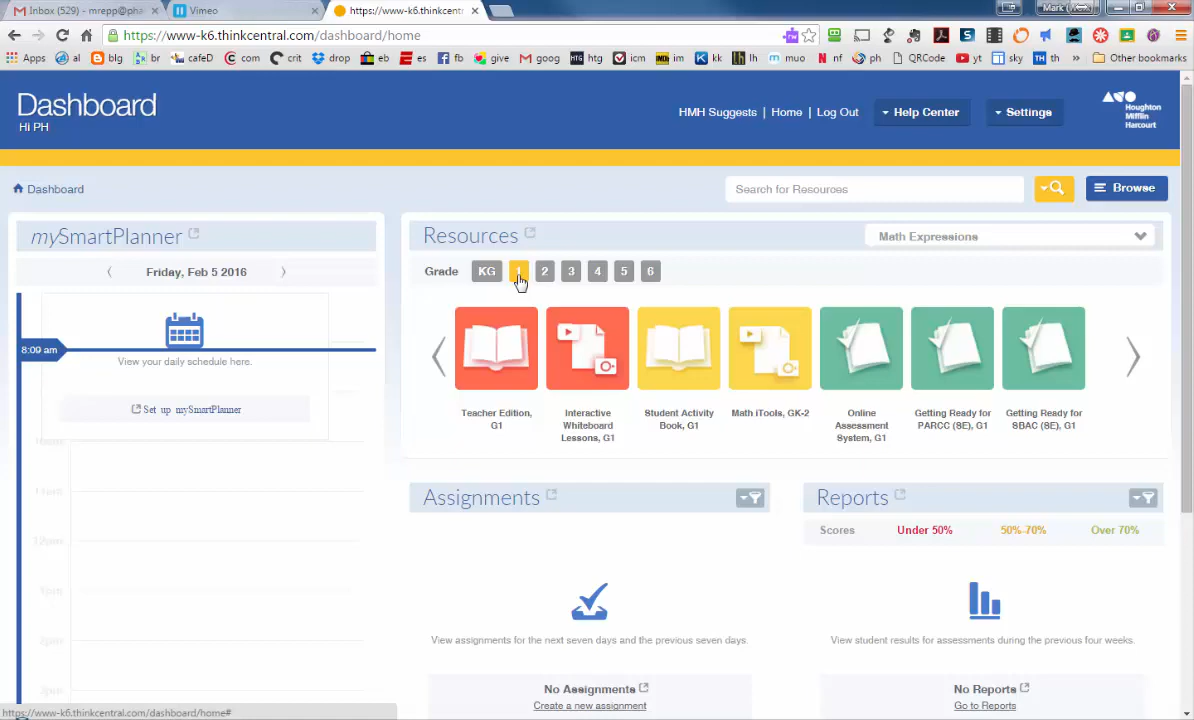 Inbox (529) - mrepp@pha
Vimeo
https://www-k6.thinkcentr
Mark
https://www-k6.thinkcentral.com/dashboard/home
Apps al blg br cafeD com crit drop eb es fb give goog htg icm im kk lh muo nf ph QRCode yt sky th » Other bookmarks
Dashboard
Hi PH
HMH Suggests | Home | Log Out Help Center Settings
Houghton
Mifflin
Harcourt
Dashboard
Search for Resources
Browse
mySmartPlanner
Friday, Feb 5 2016
8:09 am
View your daily schedule here.
Set up mySmartPlanner
11am
12pm
1pm
2pm
3pm
Resources
Math Expressions
Grade KG 1 2 3 4 5 6
Teacher Edition,
G1
Interactive
Whiteboard
Lessons, G1
Student Activity
Book, G1
Math iTools, GK-2
Online
Assessment
System, G1
Getting Ready for
PARCC (SE), G1
Getting Ready for
SBAC (SE), G1
Assignments
View assignments for the next seven days and the previous seven days.
No Assignments
Create a new assignment
Reports
Scores Under 50% 50%-70% Over 70%
View student results for assessments during the previous four weeks.
No Reports
Go to Reports
https://www-k6.thinkcentral.com/dashboard/home#